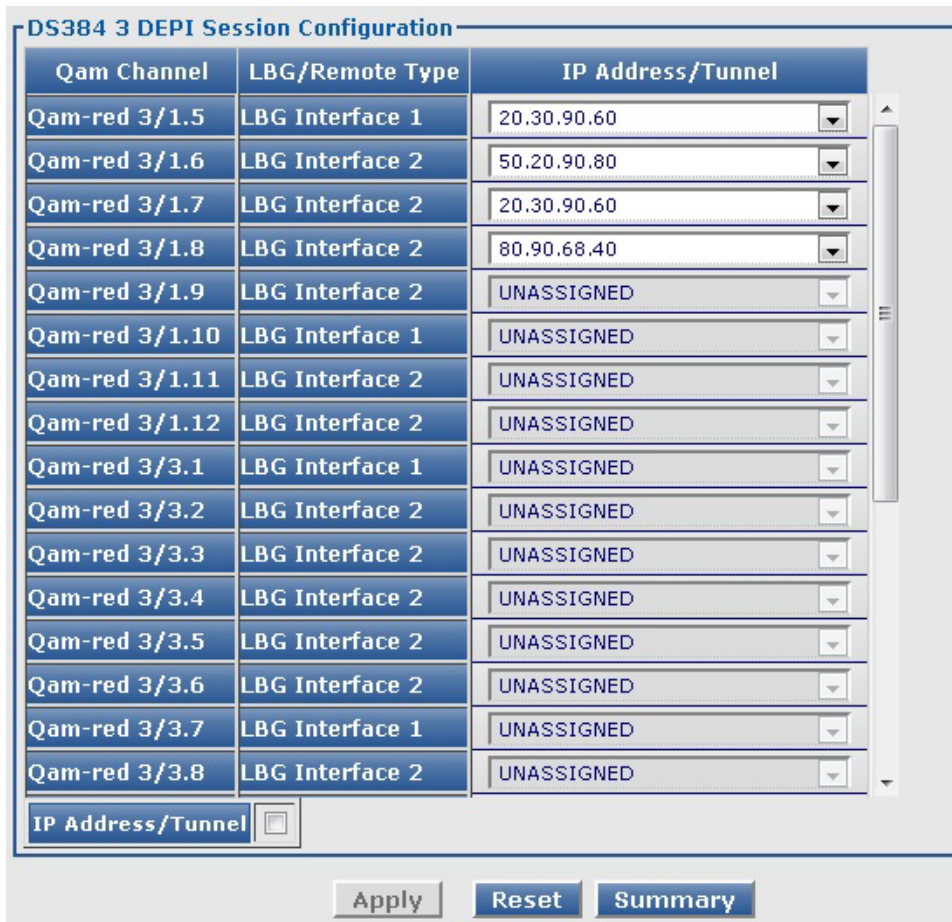 DS384 3 DEPI Session Configuration
Qam Channel LBG/Remote Type IP Address/Tunnel
Qam-red 3/1.5 LBG Interface 1 20.30.90.60
Qam-red 3/1.6 LBG Interface 2 50.20.90.80
Qam-red 3/1.7 LBG Interface 2 20.30.90.60
Qam-red 3/1.8 LBG Interface 2 80.90.68.40
Qam-red 3/1.9 LBG Interface 2 UNASSIGNED
Qam-red 3/1.10 LBG Interface 1 UNASSIGNED
Qam-red 3/1.11 LBG Interface 2 UNASSIGNED
Qam-red 3/1.12 LBG Interface 2 UNASSIGNED
Qam-red 3/3.1 LBG Interface 1 UNASSIGNED
Qam-red 3/3.2 LBG Interface 2 UNASSIGNED
Qam-red 3/3.3 LBG Interface 2 UNASSIGNED
Qam-red 3/3.4 LBG Interface 2 UNASSIGNED
Qam-red 3/3.5 LBG Interface 2 UNASSIGNED
Qam-red 3/3.6 LBG Interface 2 UNASSIGNED
Qam-red 3/3.7 LBG Interface 1 UNASSIGNED
Qam-red 3/3.8 LBG Interface 2 UNASSIGNED
IP Address/Tunnel
Apply Reset Summary